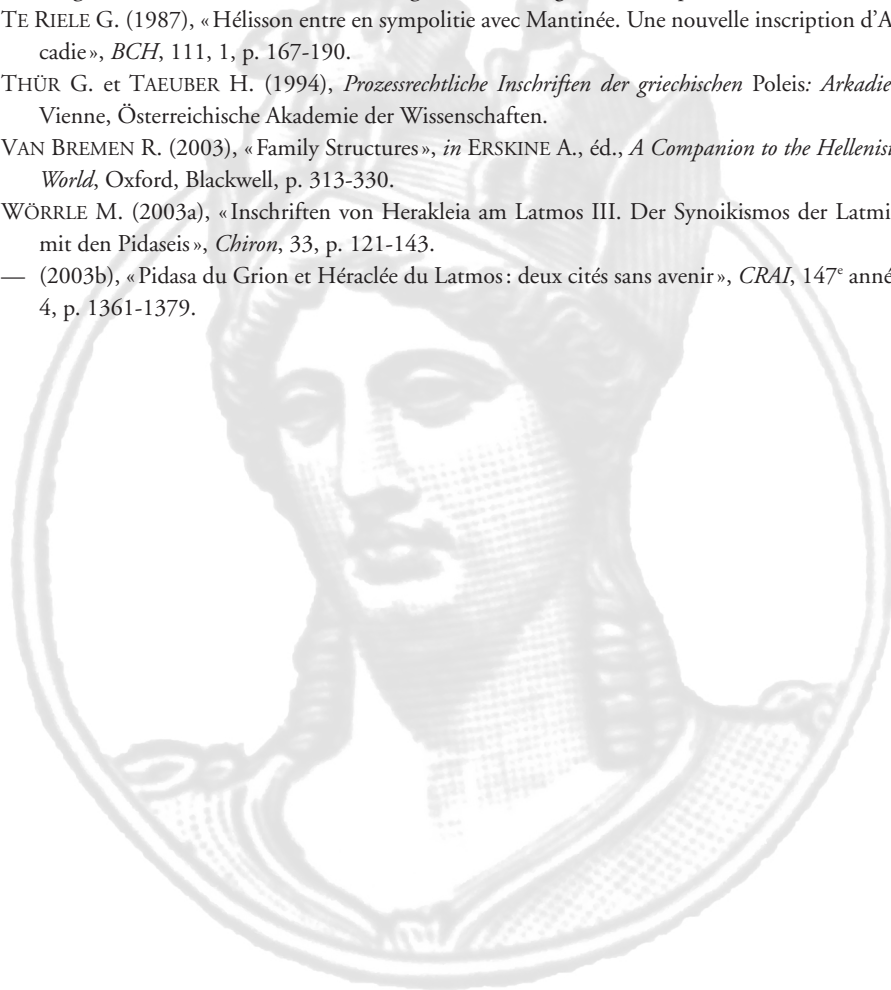 TE RIELE G. (1987), « Hélisson entre en sympolitie avec Mantinée. Une nouvelle inscription d'A
cadie », BCH, 111, 1, p. 167-190.
THÜR G. et TAEUBER H. (1994), Prozessrechtliche Inschriften der griechischen Poleis: Arkadie
Vienne, Österreichische Akademie der Wissenschaften.
VAN BREMEN R. (2003), « Family Structures », in ERSKINE A., éd., A Companion to the Hellenis
World, Oxford, Blackwell, p. 313-330.
WÖRRLE M. (2003a), « Inschriften von Herakleia am Latmos III. Der Synoikismos der Latmi
mit den Pidaseis », Chiron, 33, p. 121-143.
— (2003b), « Pidasa du Grion et Héraclée du Latmos : deux cités sans avenir », CRAI, 147e anné
4, p. 1361-1379.